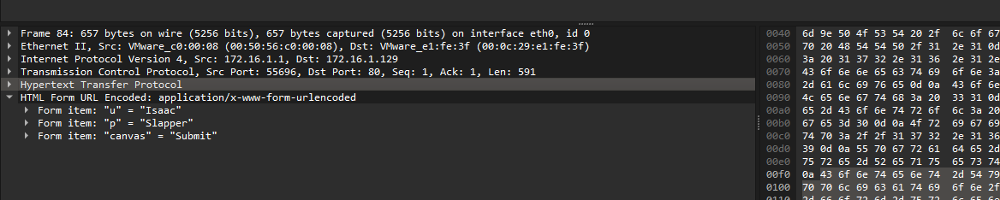 Frame 84: 657 bytes on wire (5256 bits), 657 bytes captured (5256 bits) on interface eth0, id 0
Ethernet II, Src: VMware_c0:00:08 (00:50:56:c0:00:08), Dst: VMware_e1:fe:3f (00:0c:29:e1:fe:3f)
Internet Protocol Version 4, Src: 172.16.1.1, Dst: 172.16.1.129
Transmission Control Protocol, Src Port: 55696, Dst Port: 80, Seq: 1, Ack: 1, Len: 591
Hypertext Transfer Protocol
HTML Form URL Encoded: application/x-www-form-urlencoded
Form item: "u" = "Isaac"
Form item: "p" = "Slapper"
Form item: "canvas" = "Submit"
0040 6d 9e 50 4f 53 54 20 2f 6c 6f 67
0050 70 20 48 54 54 50 2f 31 2e 31 0d
0060 3a 20 31 37 32 2e 31 36 2e 31 2e
0070 43 6f 6e 6e 65 63 74 69 6f 6e 3a
0080 2d 61 6c 69 76 65 0d 0a 43 6f 6e
0090 4c 65 6e 67 74 68 3a 20 33 31 0d
00a0 65 2d 43 6f 6e 74 72 6f 6c 3a 20
00b0 67 65 3d 30 0d 0a 4f 72 69 67 69
00c0 74 70 3a 2f 2f 31 37 32 2e 31 36
00d0 39 0d 0a 55 70 67 72 61 64 65 2d
00e0 75 72 65 2d 52 65 71 75 65 73 74
00f0 0a 43 6f 6e 74 65 6e 74 2d 54 79
0100 70 70 6c 69 63 61 74 69 6f 6e 2f
0110 2d 66 6f 72 6d 2d 75 72 6c 65 6e